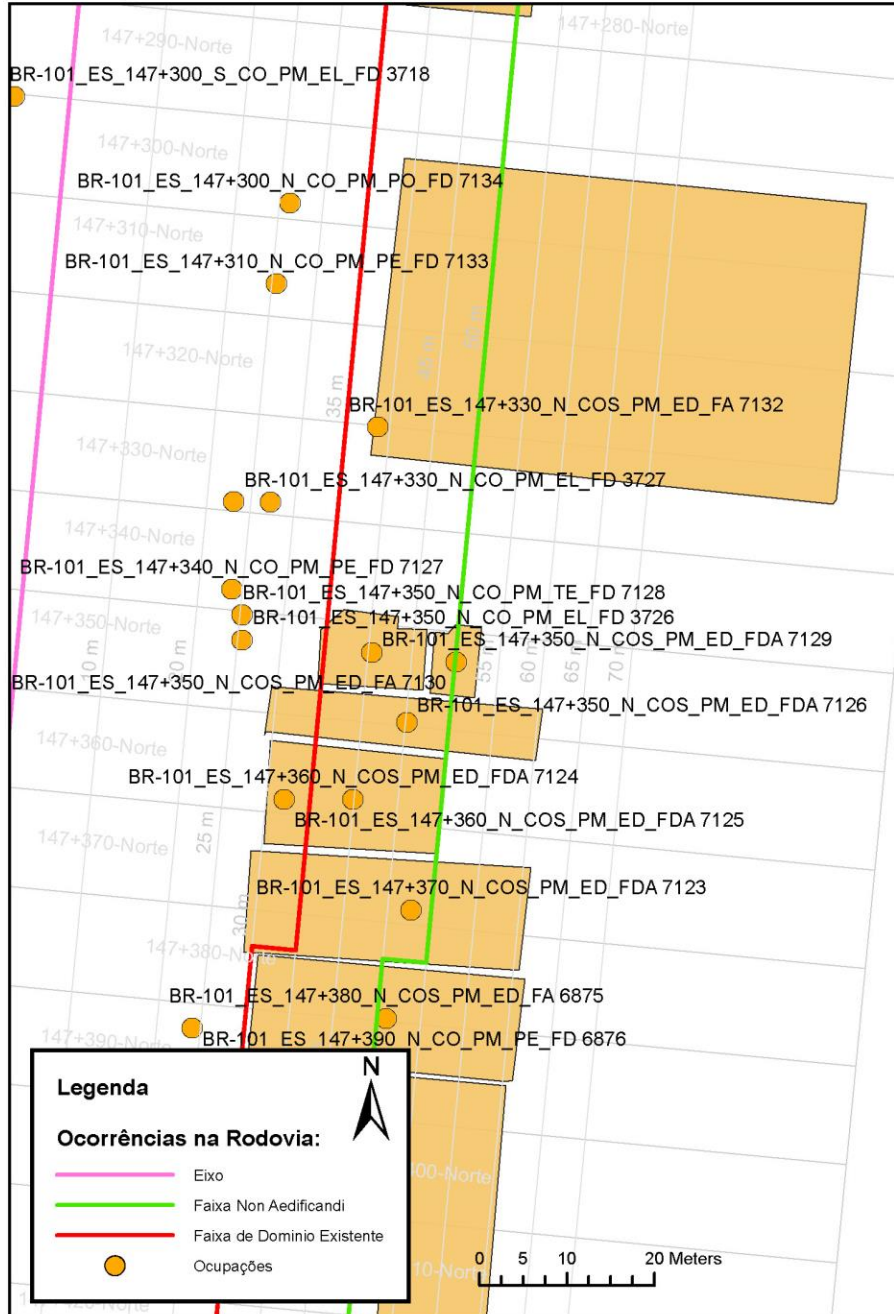 147+290-Norte
147+280-Norte
BR-101_ES_147+300_S_CO_PM_EL_FD 3718
147+300-Norte
BR-101_ES_147+300_N_CO_PM_PO_FD 7134
147+310-Norte
BR-101_ES_147+310_N_CO_PM_PE_FD 7133
147+320-Norte
35 m
BR-101_ES_147+330_N_COS_PM_ED_FA 7132
147+330-Norte
BR-101_ES_147+330_N_CO_PM_EL_FD 3727
147+340-Norte
BR-101_ES_147+340_N_CO_PM_PE_FD 7127
BR-101_ES_147+350_N_CO_PM_TE_FD 7128
147+350-Norte
BR-101_ES_147+350_N_CO_PM_EL_FD 3726
BR-101_ES_147+350_N_COS_PM_ED_FDA 7129
55 m
60 m
65 m
70 m
BR-101_ES_147+350_N_COS_PM_ED_FA 7130
BR-101_ES_147+350_N_COS_PM_ED_FDA 7126
147+360-Norte
BR-101_ES_147+360_N_COS_PM_ED_FDA 7124
BR-101_ES_147+360_N_COS_PM_ED_FDA 7125
147+370-Norte
25 m
BR-101_ES_147+370_N_COS_PM_ED_FDA 7123
30 m
147+380-Norte
BR-101_ES_147+380_N_COS_PM_ED_FA 6875
147+390-Norte
BR-101_ES_147+390_N_CO_PM_PE_FD 6876
N
Legenda
Ocorrências na Rodovia:
Eixo
Faixa Non Aedificandi
Faixa de Dominio Existente
Ocupações
00-Norte
10-Norte
0 5 10 20 Meters